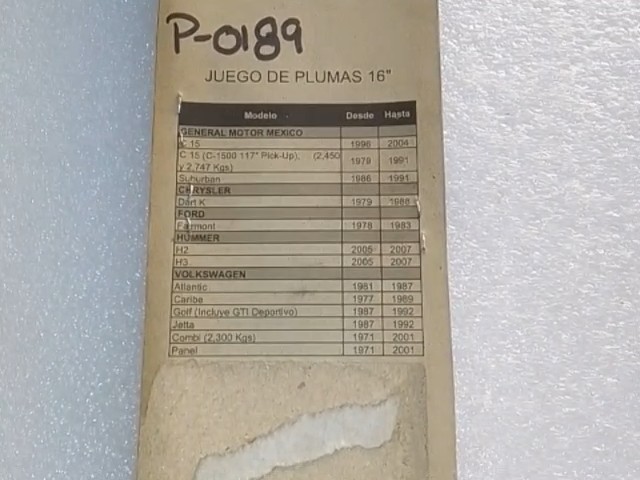 P-0189
JUEGO DE PLUMAS 16"
Modelo Desde Hasta
GENERAL MOTOR MEXICO
C 15 1996 2004
C 15 (C-1500 117" Pick-Up), (2,450
y 2,747 Kgs) 1979 1991
Suburban 1986 1991
CHRYSLER
Dart K 1979 1988
FORD
Fairmont 1978 1983
HUMMER
H2 2005 2007
H3 2005 2007
VOLKSWAGEN
Atlantic 1981 1987
Caribe 1977 1989
Golf (Incluye GTI Deportivo) 1987 1992
Jetta 1987 1992
Combi (2,300 Kgs) 1971 2001
Panel 1971 2001